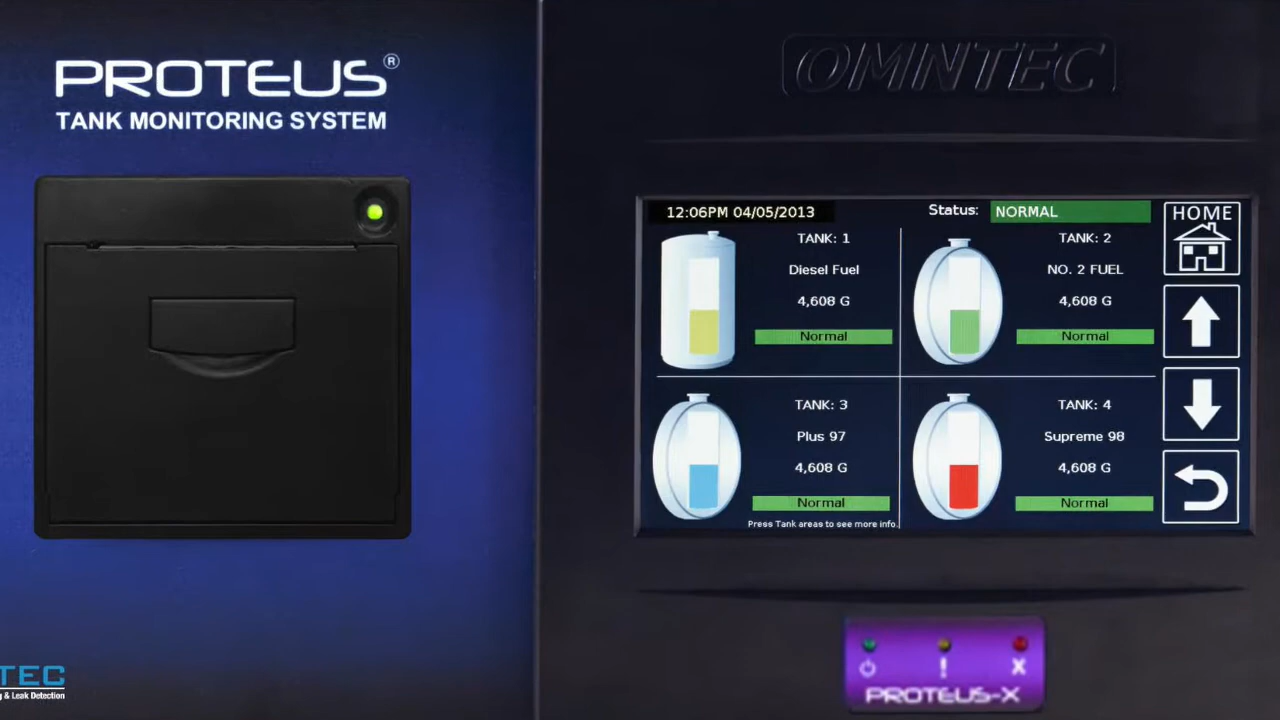 PROTEUS®
TANK MONITORING SYSTEM
OMNTEC
12:06PM 04/05/2013
Status: NORMAL
HOME
TANK: 1
Diesel Fuel
4,608 G
Normal
TANK: 2
NO. 2 FUEL
4,608 G
Normal
TANK: 3
Plus 97
4,608 G
Normal
Press Tank areas to see more info.
TANK: 4
Supreme 98
4,608 G
Normal
! X
PROTEUS-X
TEC
g & Leak Detection